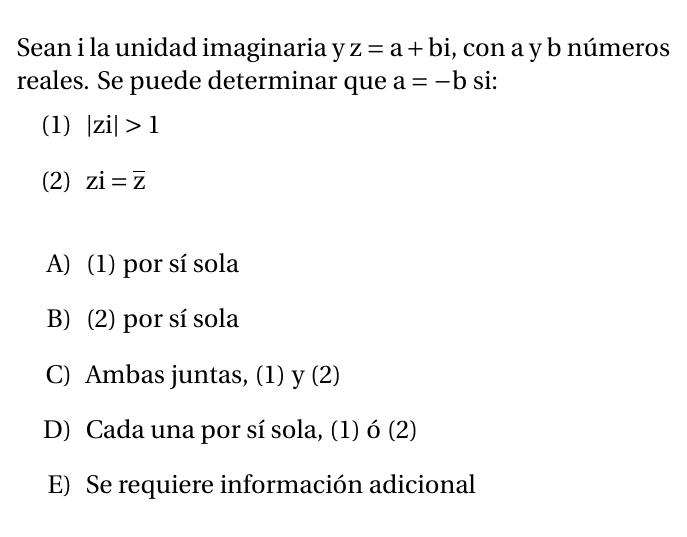 Sean i la unidad imaginaria y z = a + bi, con a y b números
reales. Se puede determinar que a = −b si:
(1) |zi| > 1
(2) zi = z̅
A) (1) por sí sola
B) (2) por sí sola
C) Ambas juntas, (1) y (2)
D) Cada una por sí sola, (1) ó (2)
E) Se requiere información adicional